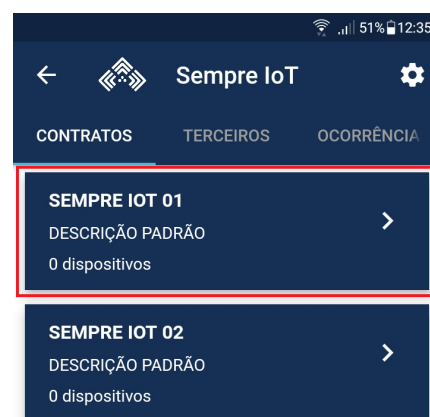 51% 12:35
Sempre IoT
CONTRATOS TERCEIROS OCORRÊNCIA
SEMPRE IOT 01
DESCRIÇÃO PADRÃO
0 dispositivos
SEMPRE IOT 02
DESCRIÇÃO PADRÃO
0 dispositivos